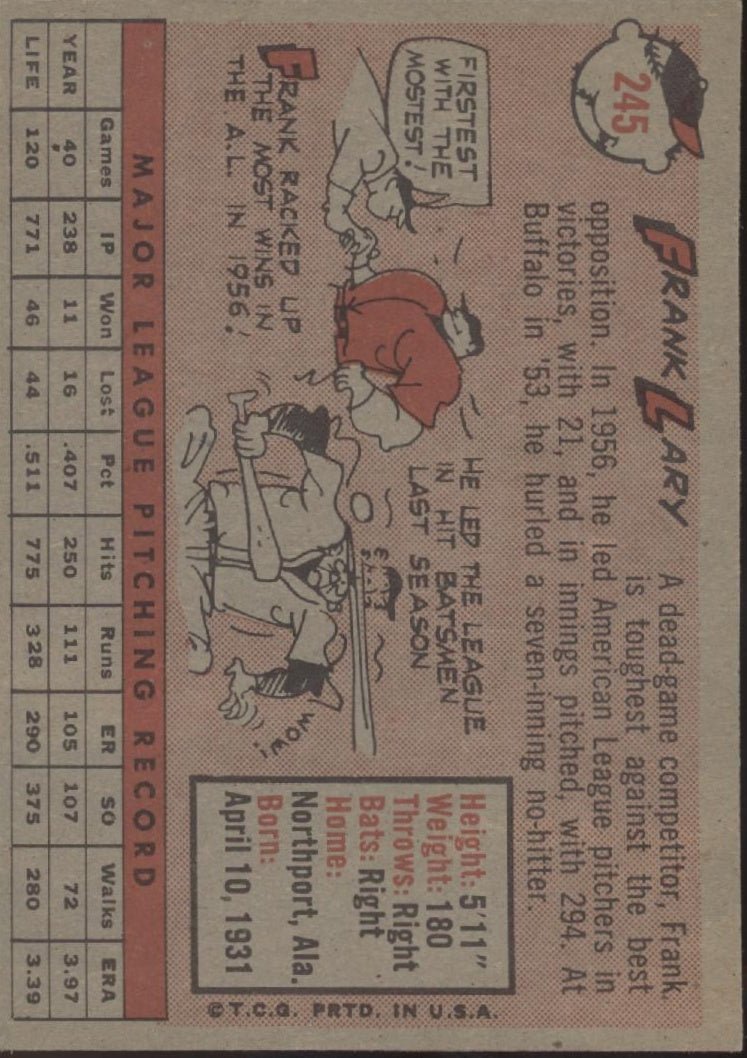 245
FRANK LARY
A dead-game competitor, Frank
is toughest against the best
opposition. In 1956, he led American League pitchers in
victories, with 21, and in innings pitched, with 294. At
Buffalo in '53, he hurled a seven-inning no-hitter.
FIRSTEST
WITH THE
MOSTEST!
FRANK RACKED UP
THE MOST WINS IN
THE A.L. IN 1956!
HE LED THE LEAGUE
IN HIT BATSMEN
LAST SEASON
WOW!
Height: 5'11"
Weight: 180
Throws: Right
Bats: Right
Home:
Northport, Ala.
Born:
April 10, 1931
© T.C.G. PRTD. IN U.S.A.
MAJOR LEAGUE PITCHING RECORD
Games IP Won Lost Pct Hits Runs ER SO Walks ERA
YEAR 40 238 11 16 .407 250 111 105 107 72 3.97
LIFE 120 771 46 44 .511 775 328 290 375 280 3.39